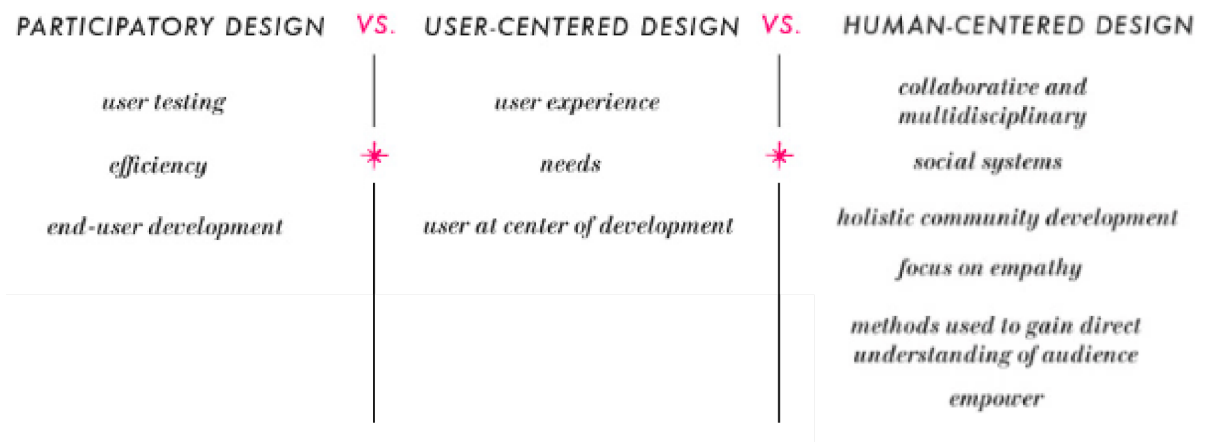 PARTICIPATORY DESIGN VS. USER-CENTERED DESIGN VS. HUMAN-CENTERED DESIGN
user testing
efficiency
end-user development
user experience
needs
user at center of development
collaborative and
multidisciplinary
social systems
holistic community development
focus on empathy
methods used to gain direct
understanding of audience
empower